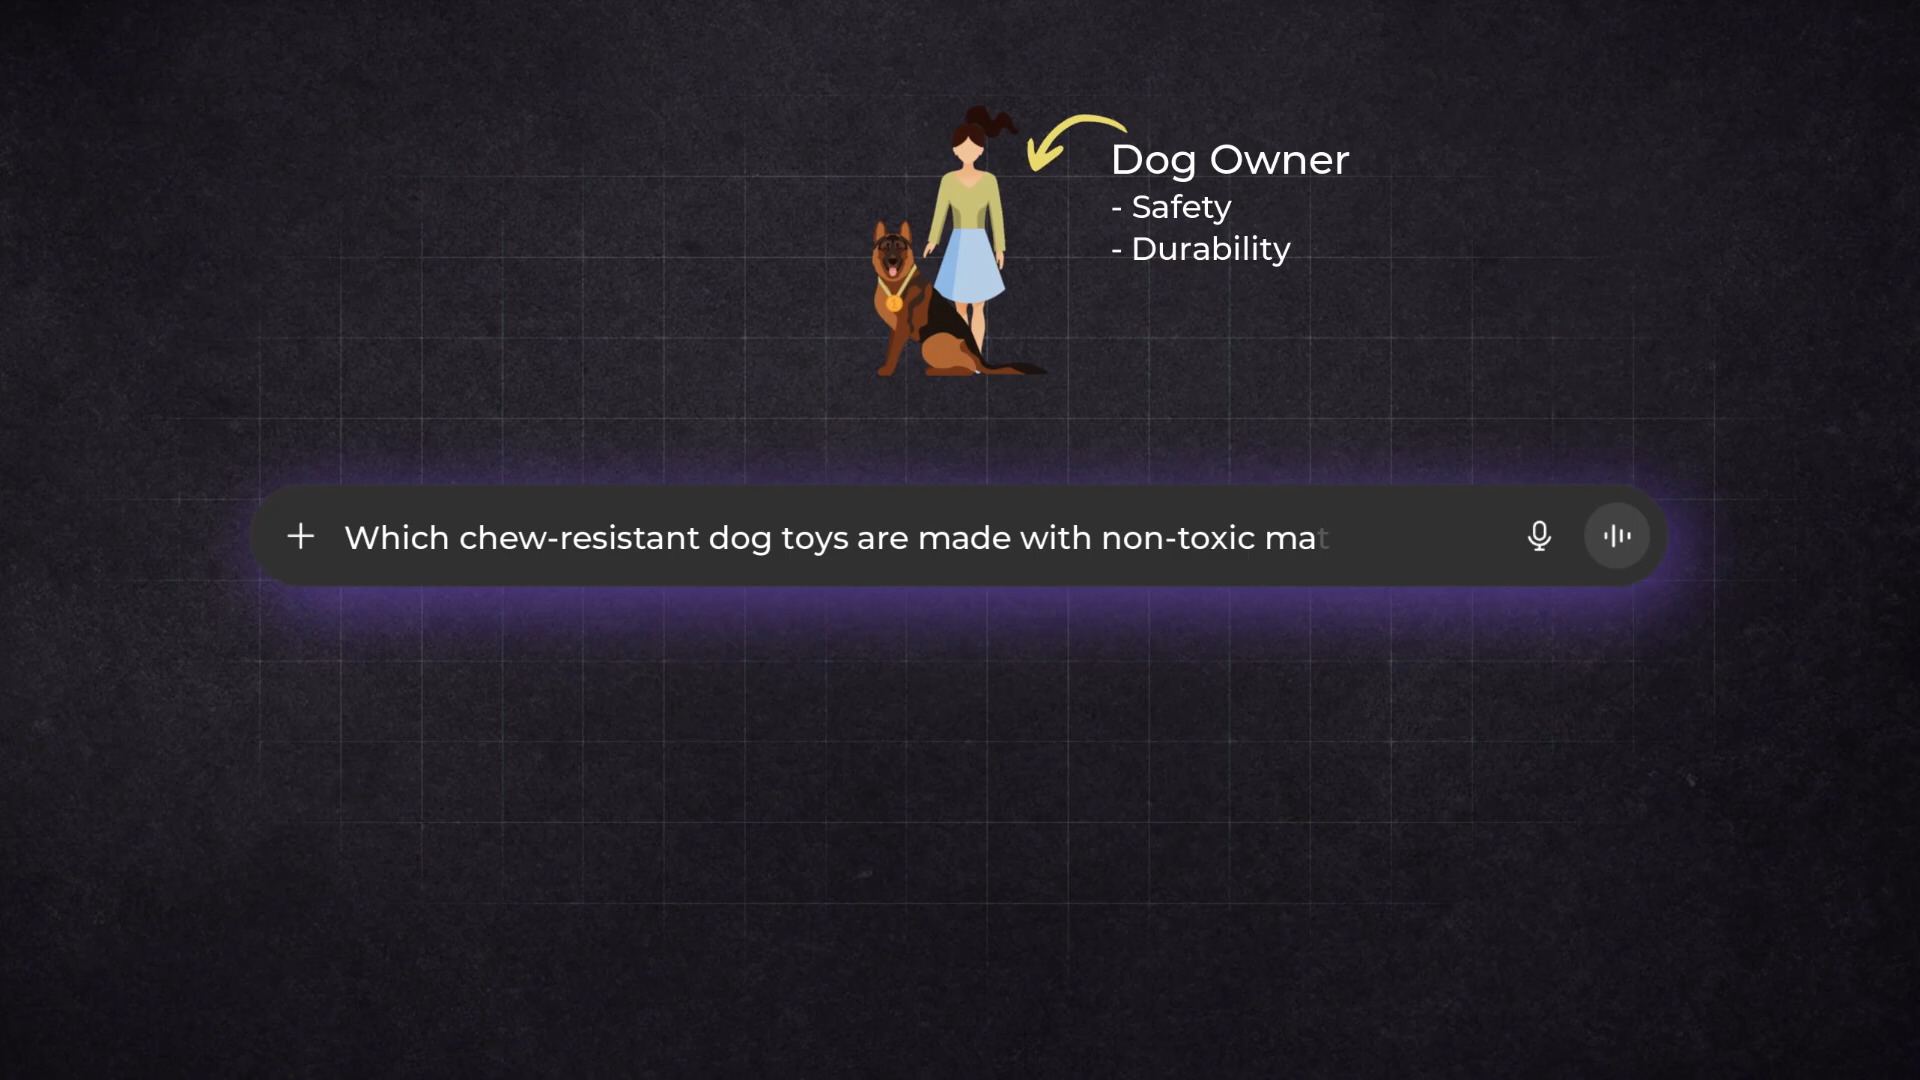 Dog Owner
- Safety
- Durability
Which chew-resistant dog toys are made with non-toxic mat